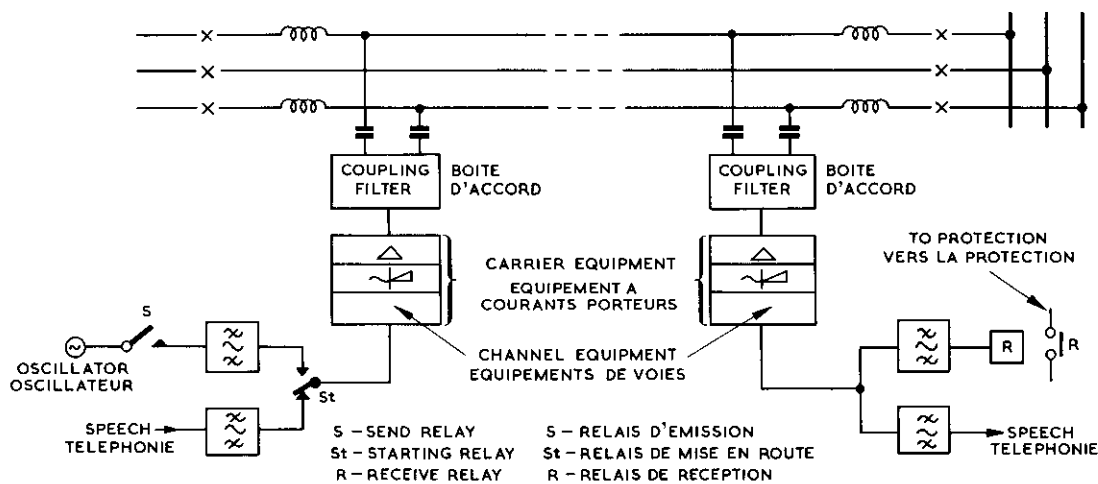 COUPLING
FILTER
BOITE
D'ACCORD
COUPLING
FILTER
BOITE
D'ACCORD
TO PROTECTION
VERS LA PROTECTION
CARRIER EQUIPMENT
EQUIPEMENT A
COURANTS PORTEURS
S
OSCILLATOR
OSCILLATEUR
St
CHANNEL EQUIPMENT
EQUIPEMENTS DE VOIES
R
R
SPEECH
TELEPHONIE
SPEECH
TELEPHONIE
S – SEND RELAY
St – STARTING RELAY
R – RECEIVE RELAY
S – RELAIS D'EMISSION
St – RELAIS DE MISE EN ROUTE
R – RELAIS DE RECEPTION